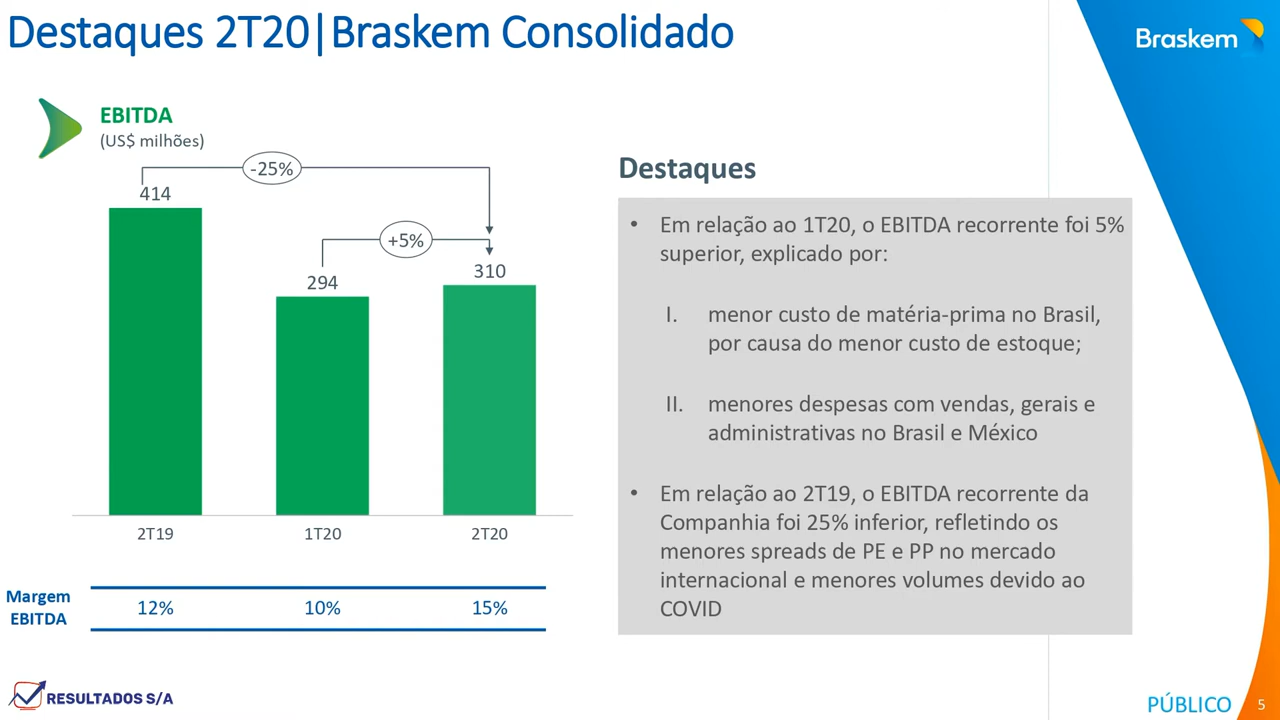 Destaques 2T20|Braskem Consolidado
Braskem
EBITDA
(US$ milhões)
-25%
414
+5%
294
310
2T19
1T20
2T20
Margem
EBITDA
12%
10%
15%
Destaques
• Em relação ao 1T20, o EBITDA recorrente foi 5%
superior, explicado por:
I. menor custo de matéria-prima no Brasil,
por causa do menor custo de estoque;
II. menores despesas com vendas, gerais e
administrativas no Brasil e México
• Em relação ao 2T19, o EBITDA recorrente da
Companhia foi 25% inferior, refletindo os
menores spreads de PE e PP no mercado
internacional e menores volumes devido ao
COVID
RESULTADOS S/A
PÚBLICO
5